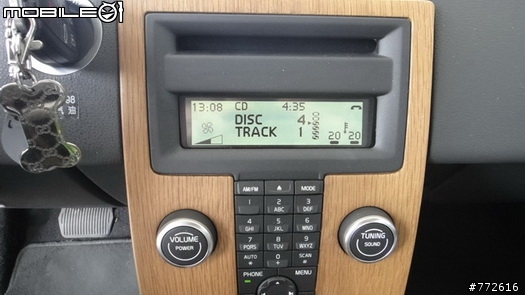 MOBILE01
13:08 CD 4:35
DISC 4
TRACK 1
20 20
AM/FM MODE
1 2 3
ABC DEF
4 5 6
GHI JKL MNO
7 8 9
PQRS TUV WXYZ
AUTO * 0 SCAN #
PHONE MENU
VOLUME
POWER
TUNING
SOUND
#772616